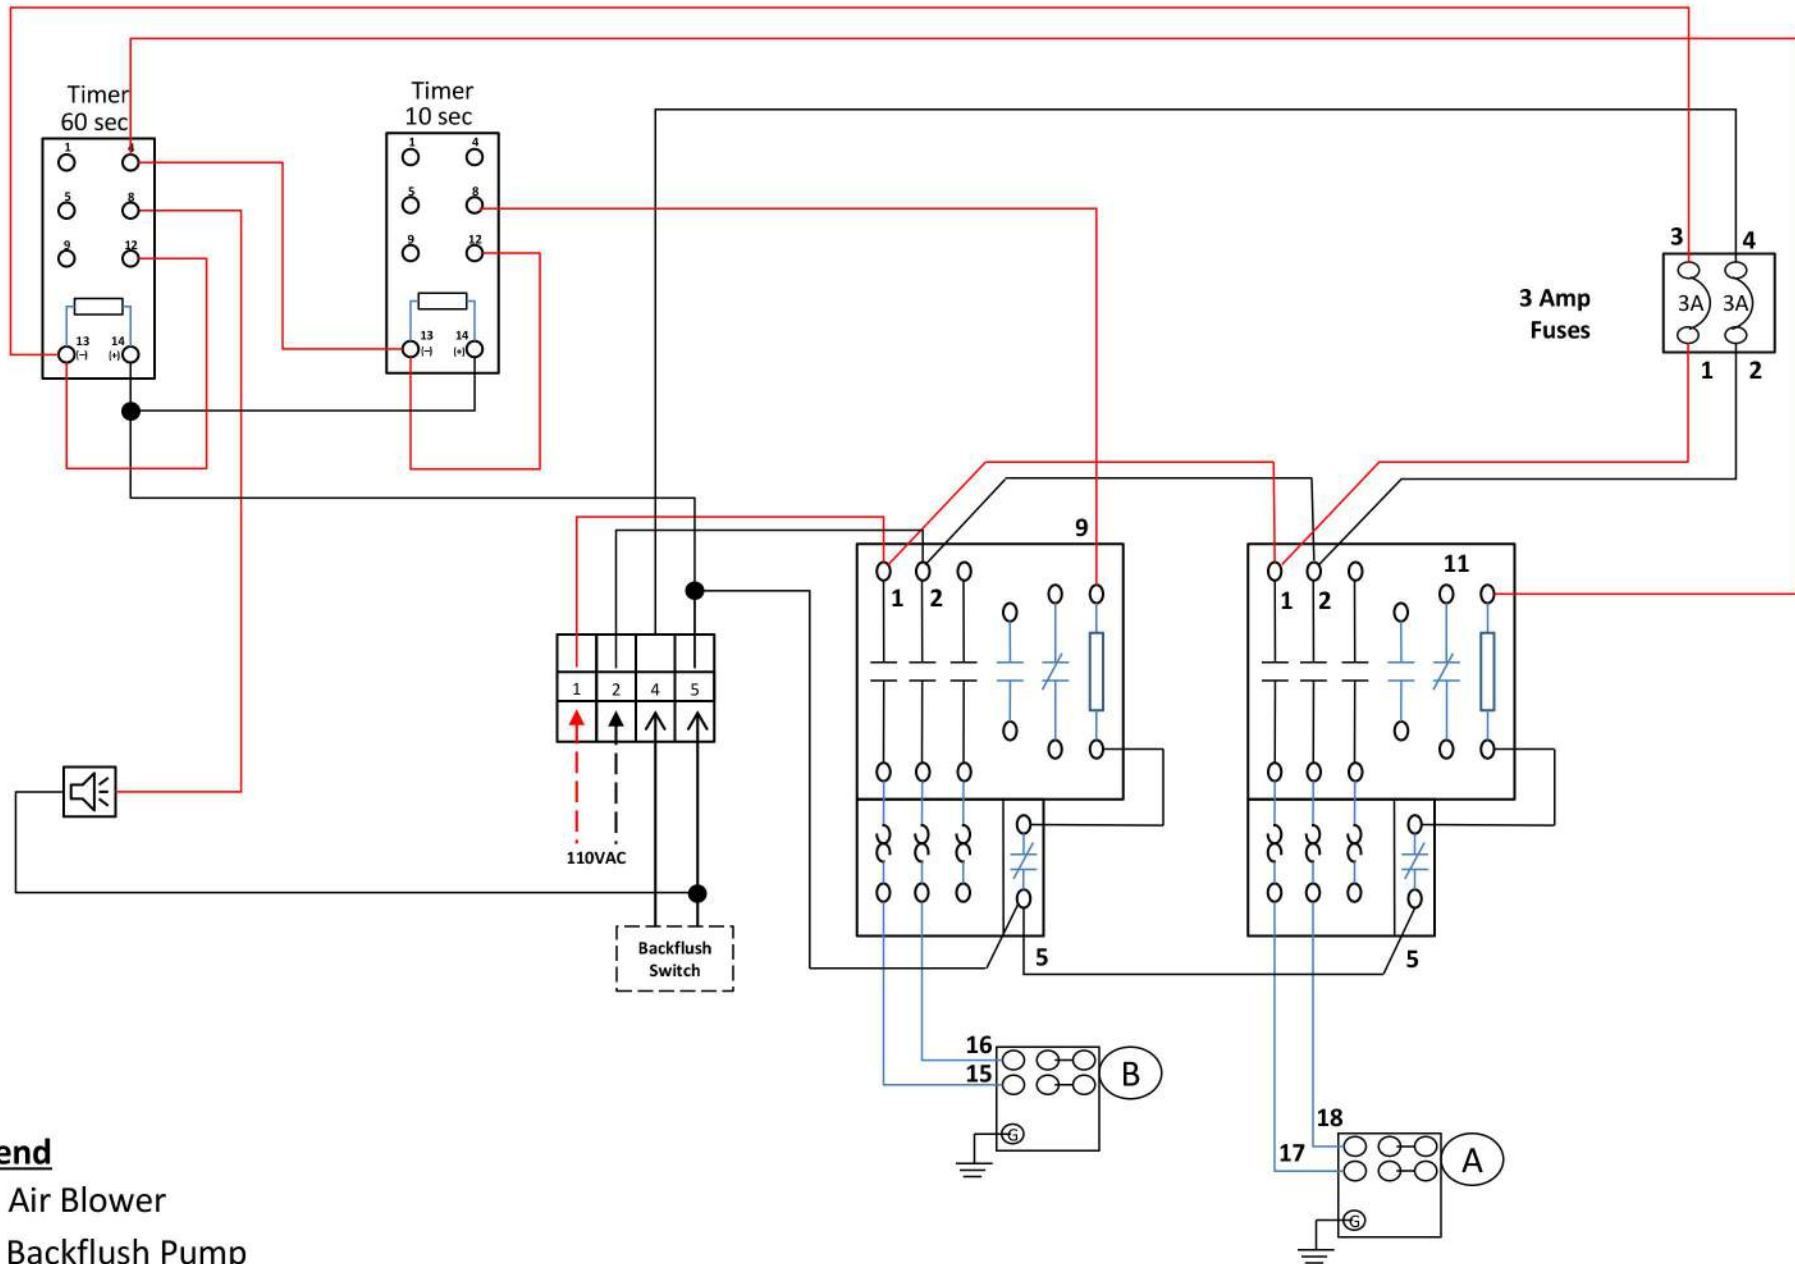 Timer
60 sec
1 4
5 8
9 12
13 14
(–) (+)
Timer
10 sec
1 4
5 8
9 12
13 14
(–) (+)
3 4
3A 3A
3 Amp
Fuses
1 2
9
1 2
11
1 2
1 2 4 5
110VAC
Backflush
Switch
5
5
16
15
B
G
18
17
A
G
end
Air Blower
Backflush Pump